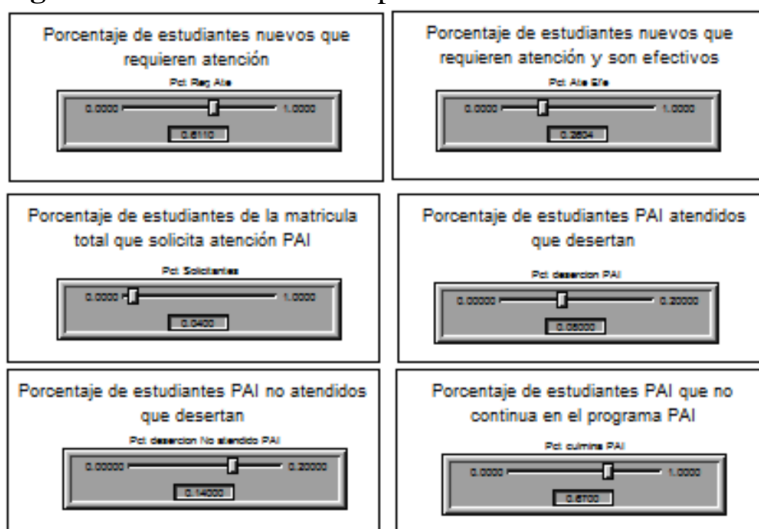 Porcentaje de estudiantes nuevos que
requieren atención
Pct Req Ate
0.0000 1.0000
0.6110
Porcentaje de estudiantes nuevos que
requieren atención y son efectivos
Pct Ate Efe
0.0000 1.0000
0.2604
Porcentaje de estudiantes de la matricula
total que solicita atención PAI
Pct Solicitantes
0.0000 1.0000
0.0400
Porcentaje de estudiantes PAI atendidos
que desertan
Pct desercion PAI
0.00000 0.20000
0.08000
Porcentaje de estudiantes PAI no atendidos
que desertan
Pct desercion No atendido PAI
0.00000 0.20000
0.14000
Porcentaje de estudiantes PAI que no
continua en el programa PAI
Pct culmina PAI
0.0000 1.0000
0.6700